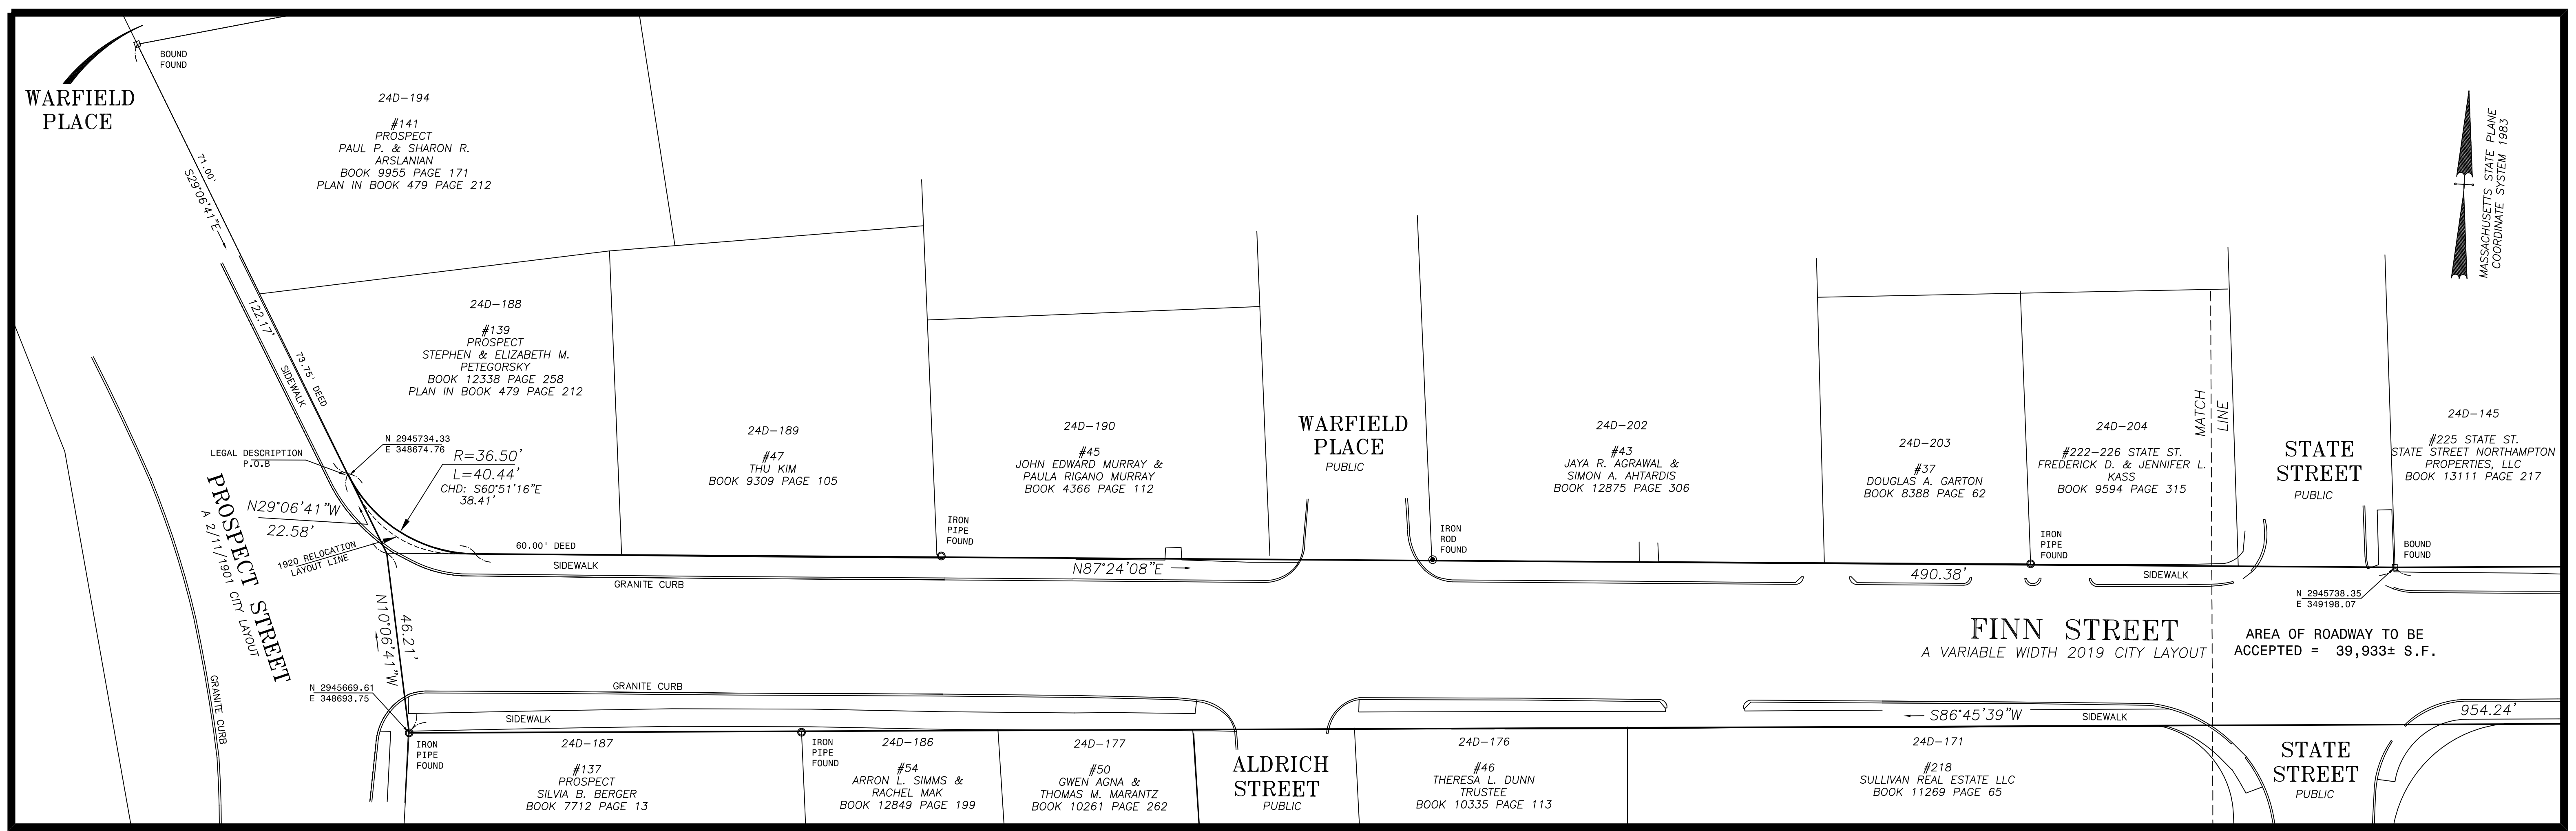 WARFIELD
PLACE
BOUND
FOUND
71.00'
S29°06'41"E
24D-194
#141
PROSPECT
PAUL P. & SHARON R.
ARSLANIAN
BOOK 9955 PAGE 171
PLAN IN BOOK 479 PAGE 212
MASSACHUSETTS STATE PLANE
COORDINATE SYSTEM 1983
122.17'
SIDEWALK
73.75' DEED
24D-188
#139
PROSPECT
STEPHEN & ELIZABETH M.
PETEGORSKY
BOOK 12338 PAGE 258
PLAN IN BOOK 479 PAGE 212
24D-189
#47
THU KIM
BOOK 9309 PAGE 105
24D-190
#45
JOHN EDWARD MURRAY &
PAULA RIGANO MURRAY
BOOK 4366 PAGE 112
WARFIELD
PLACE
PUBLIC
24D-202
#43
JAYA R. AGRAWAL &
SIMON A. AHTARDIS
BOOK 12875 PAGE 306
24D-203
#37
DOUGLAS A. GARTON
BOOK 8388 PAGE 62
24D-204
#222-226 STATE ST.
FREDERICK D. & JENNIFER L.
KASS
BOOK 9594 PAGE 315
MATCH
LINE
STATE
STREET
PUBLIC
24D-145
#225 STATE ST.
STATE STREET NORTHAMPTON
PROPERTIES, LLC
BOOK 13111 PAGE 217
LEGAL DESCRIPTION
P.O.B
N 2945734.33
E 348674.76
R=36.50'
L=40.44'
CHD: S60°51'16"E
38.41'
N29°06'41"W
22.58'
1920 RELOCATION
LAYOUT LINE
PROSPECT STREET
A 2/11/1901 CITY LAYOUT
GRANITE CURB
60.00' DEED
SIDEWALK
GRANITE CURB
IRON
PIPE
FOUND
N87°24'08"E
IRON
ROD
FOUND
490.38'
IRON
PIPE
FOUND
SIDEWALK
BOUND
FOUND
N 2945738.35
E 349198.07
FINN STREET
A VARIABLE WIDTH 2019 CITY LAYOUT
AREA OF ROADWAY TO BE
ACCEPTED = 39,933± S.F.
46.21'
N10°06'41"W
N 2945669.61
E 348693.75
GRANITE CURB
SIDEWALK
S86°45'39"W
SIDEWALK
954.24'
IRON
PIPE
FOUND
24D-187
#137
PROSPECT
SILVIA B. BERGER
BOOK 7712 PAGE 13
IRON
PIPE
FOUND
24D-186
#54
ARRON L. SIMMS &
RACHEL MAK
BOOK 12849 PAGE 199
24D-177
#50
GWEN AGNA &
THOMAS M. MARANTZ
BOOK 10261 PAGE 262
ALDRICH
STREET
PUBLIC
24D-176
#46
THERESA L. DUNN
TRUSTEE
BOOK 10335 PAGE 113
24D-171
#218
SULLIVAN REAL ESTATE LLC
BOOK 11269 PAGE 65
STATE
STREET
PUBLIC